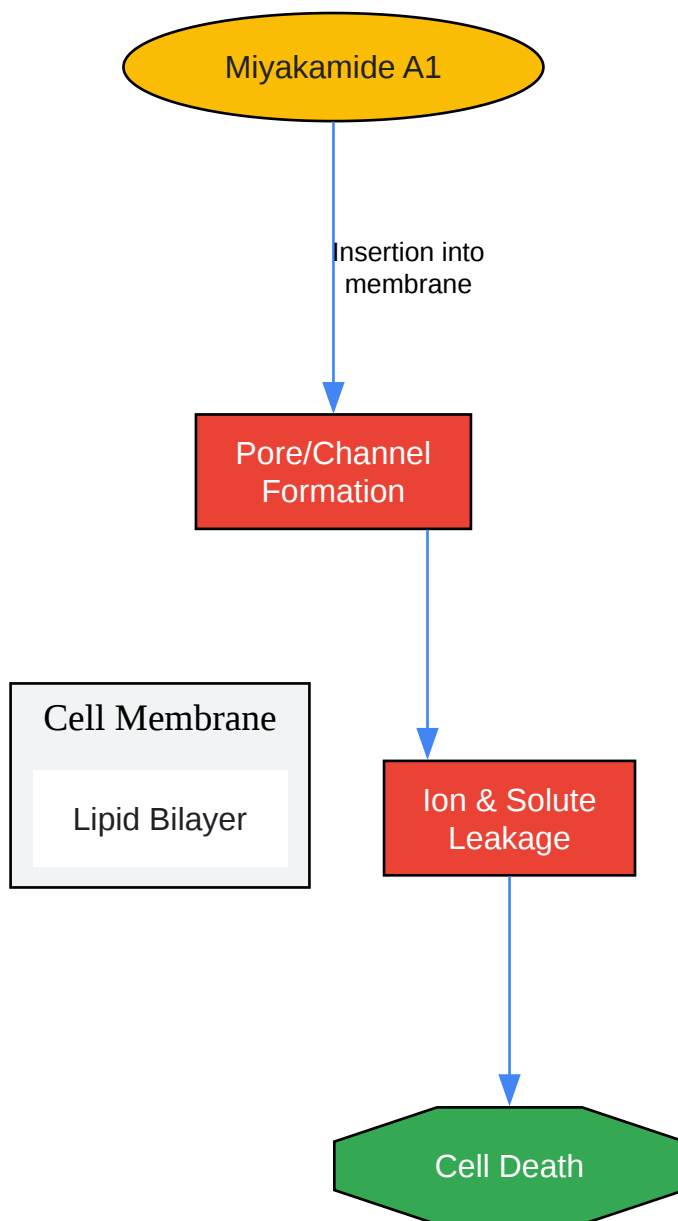 Miyakamide A1
Insertion into
membrane
Pore/Channel
Formation
Cell Membrane
Lipid Bilayer
Ion & Solute
Leakage
Cell Death